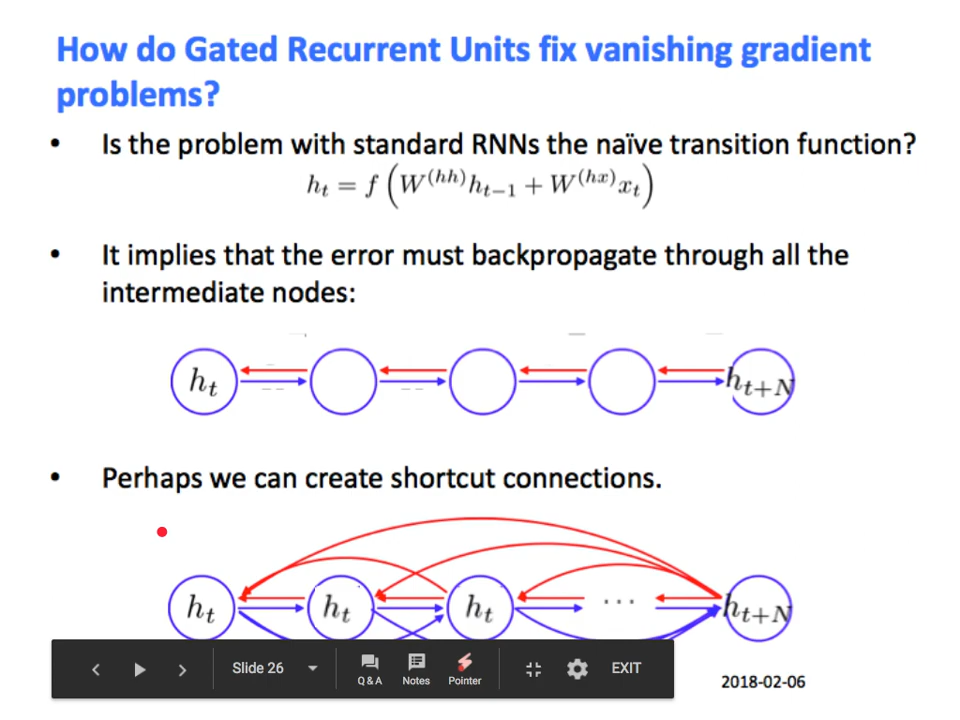 How do Gated Recurrent Units fix vanishing gradient
problems?
• Is the problem with standard RNNs the naïve transition function?
h_t = f ( W^{(hh)} h_{t-1} + W^{(hx)} x_t )
• It implies that the error must backpropagate through all the
intermediate nodes:
h_t h_{t+N}
• Perhaps we can create shortcut connections.
h_t h_t h_t ... h_{t+N}
Slide 26 Q & A Notes Pointer EXIT
2018-02-06